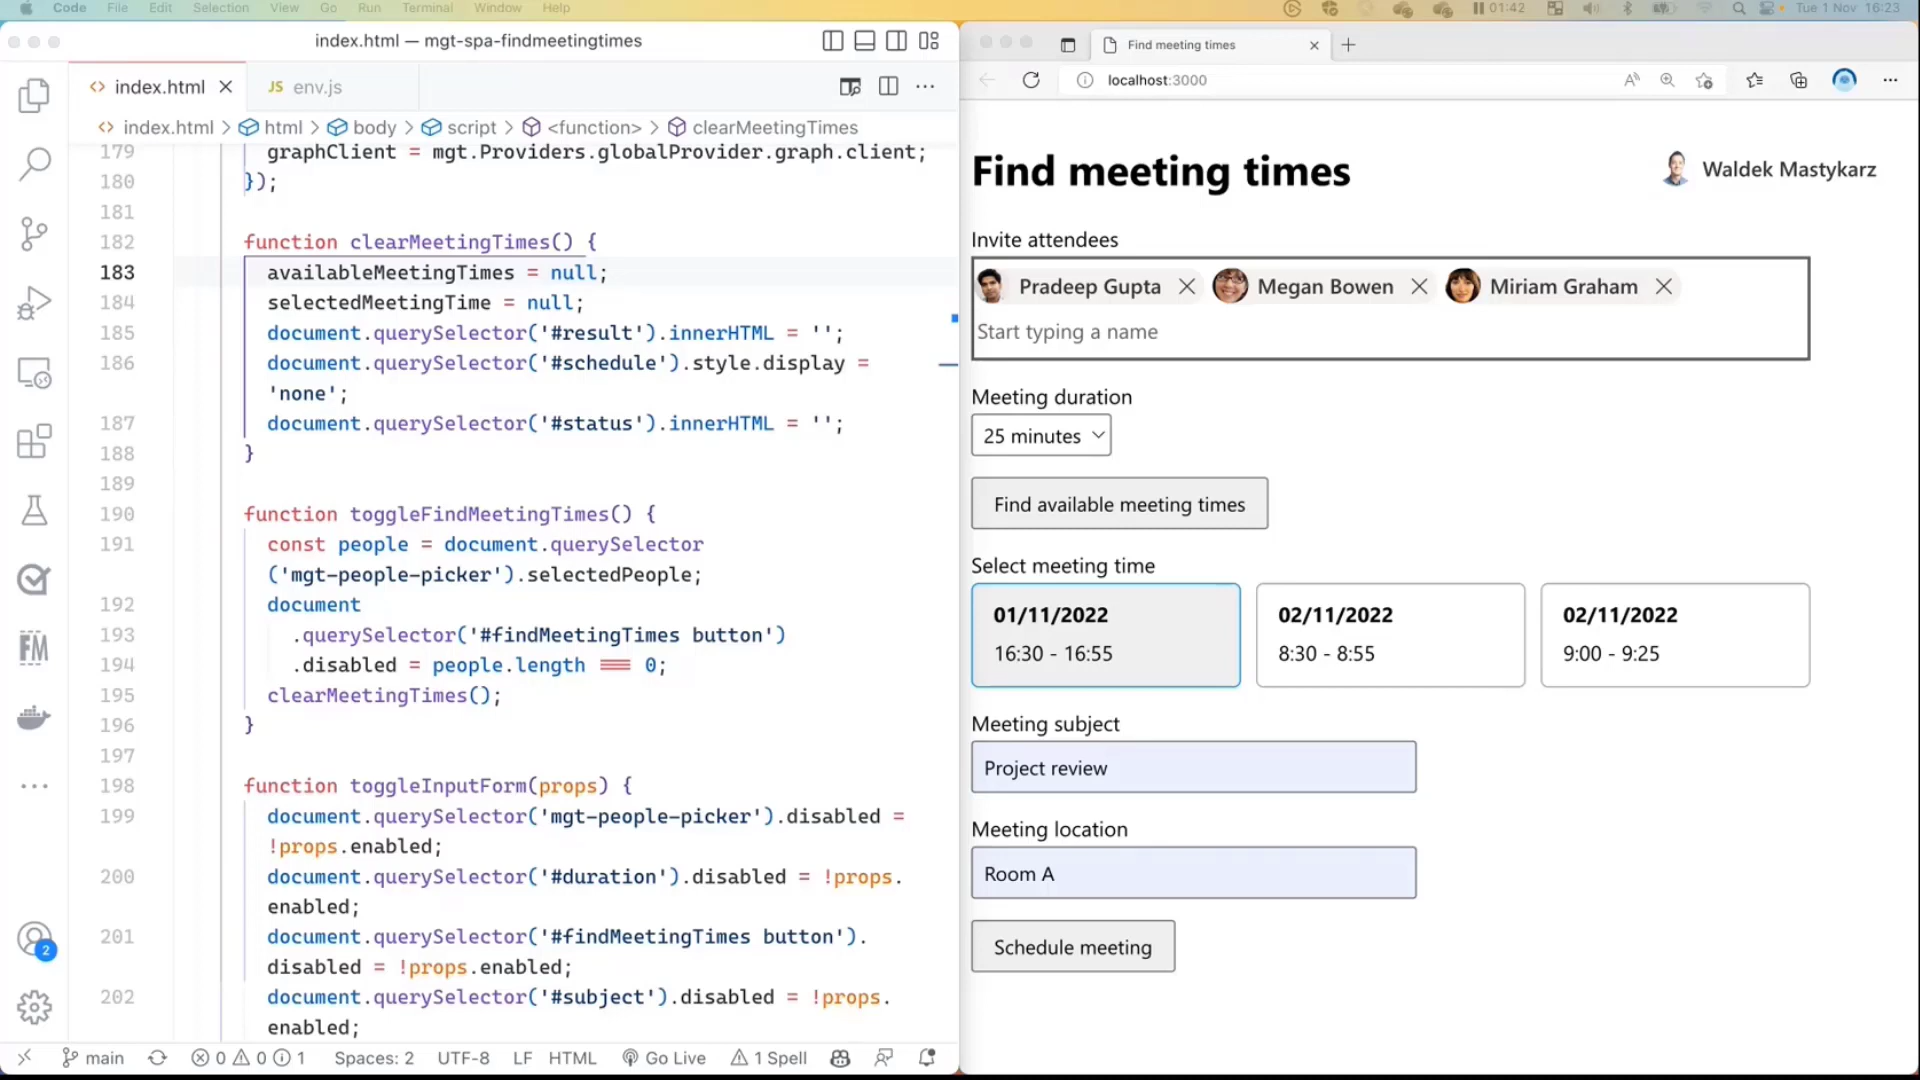 Code File Edit Selection View Go Run Terminal Window Help 01:42 Tue 1 Nov 16:23
index.html — mgt-spa-findmeetingtimes
index.html
JS env.js
index.html > html > body > script > <function> > clearMeetingTimes
179 graphClient = mgt.Providers.globalProvider.graph.client;
180 });
181
182 function clearMeetingTimes() {
183 availableMeetingTimes = null;
184 selectedMeetingTime = null;
185 document.querySelector('#result').innerHTML = '';
186 document.querySelector('#schedule').style.display =
'none';
187 document.querySelector('#status').innerHTML = '';
188 }
189
190 function toggleFindMeetingTimes() {
191 const people = document.querySelector
('mgt-people-picker').selectedPeople;
192 document
193 .querySelector('#findMeetingTimes button')
194 .disabled = people.length === 0;
195 clearMeetingTimes();
196 }
197
198 function toggleInputForm(props) {
199 document.querySelector('mgt-people-picker').disabled =
!props.enabled;
200 document.querySelector('#duration').disabled = !props.
enabled;
201 document.querySelector('#findMeetingTimes button').
disabled = !props.enabled;
202 document.querySelector('#subject').disabled = !props.
enabled;
FM
2
main 0 0 1 Spaces: 2 UTF-8 LF HTML Go Live 1 Spell
Find meeting times
localhost:3000
Find meeting times
Waldek Mastykarz
Invite attendees
Pradeep Gupta Megan Bowen Miriam Graham
Start typing a name
Meeting duration
25 minutes
Find available meeting times
Select meeting time
01/11/2022
16:30 - 16:55
02/11/2022
8:30 - 8:55
02/11/2022
9:00 - 9:25
Meeting subject
Project review
Meeting location
Room A
Schedule meeting